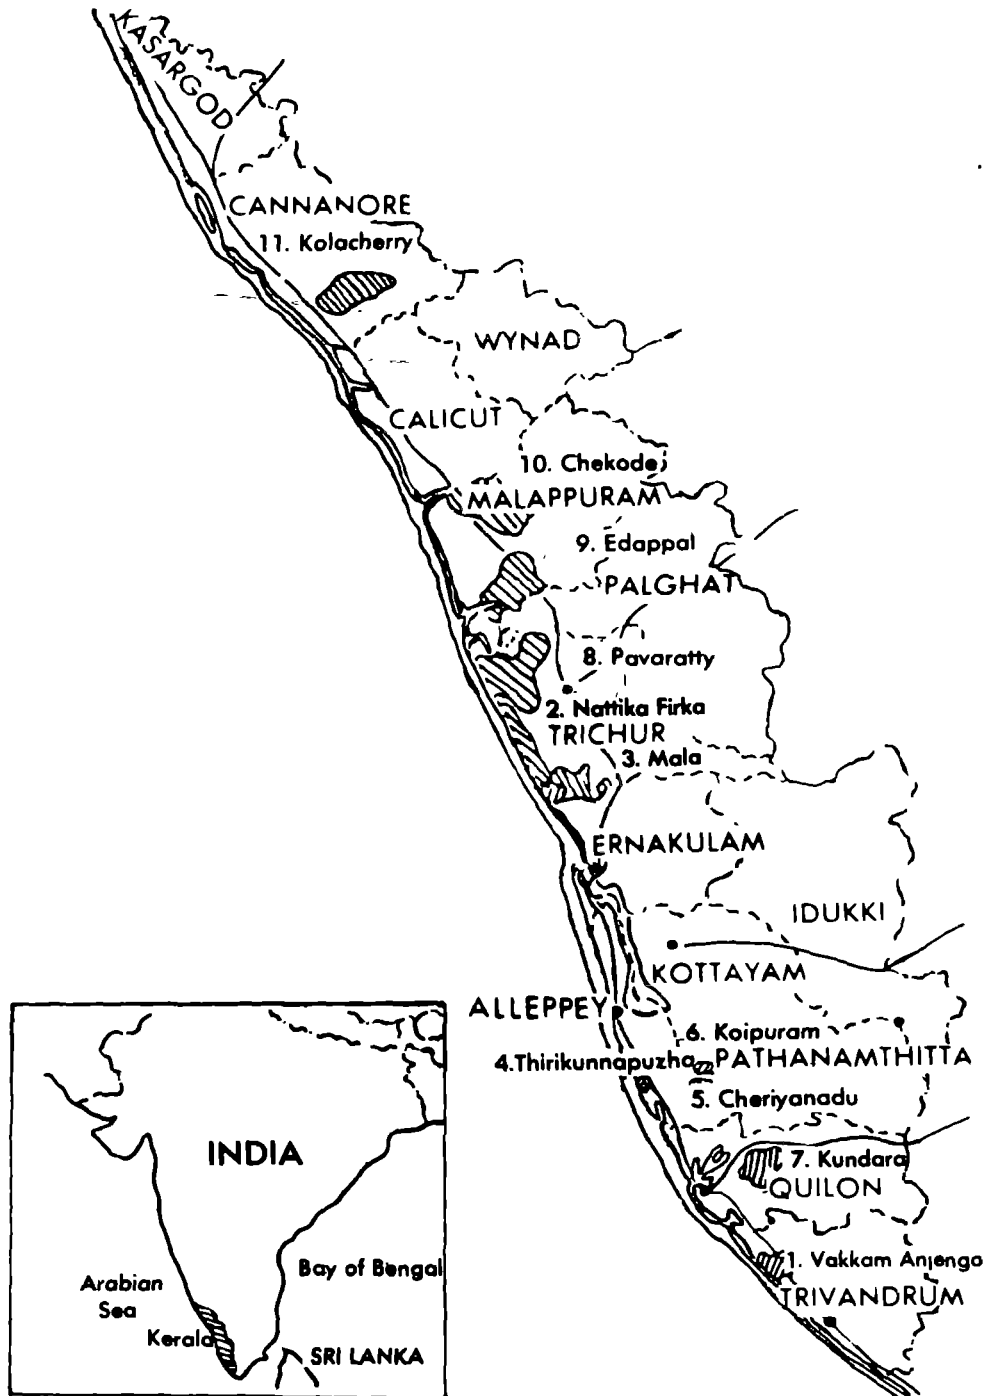 KASARGOD
CANNANORE
11. Kolacherry
WYNAD
CALICUT
10. Chekode
MALAPPURAM
9. Edappal
PALGHAT
8. Pavaratty
2. Nattika Firka
TRICHUR
3. Mala
ERNAKULAM
IDUKKI
KOTTAYAM
ALLEPPEY
6. Koipuram
4.Thirikunnapuzha
PATHANAMTHITTA
5. Cheriyanadu
7. Kundara
QUILON
1. Vakkam Anjengo
TRIVANDRUM
INDIA
Bay of Bengal
Arabian
Sea
Kerala
SRI LANKA